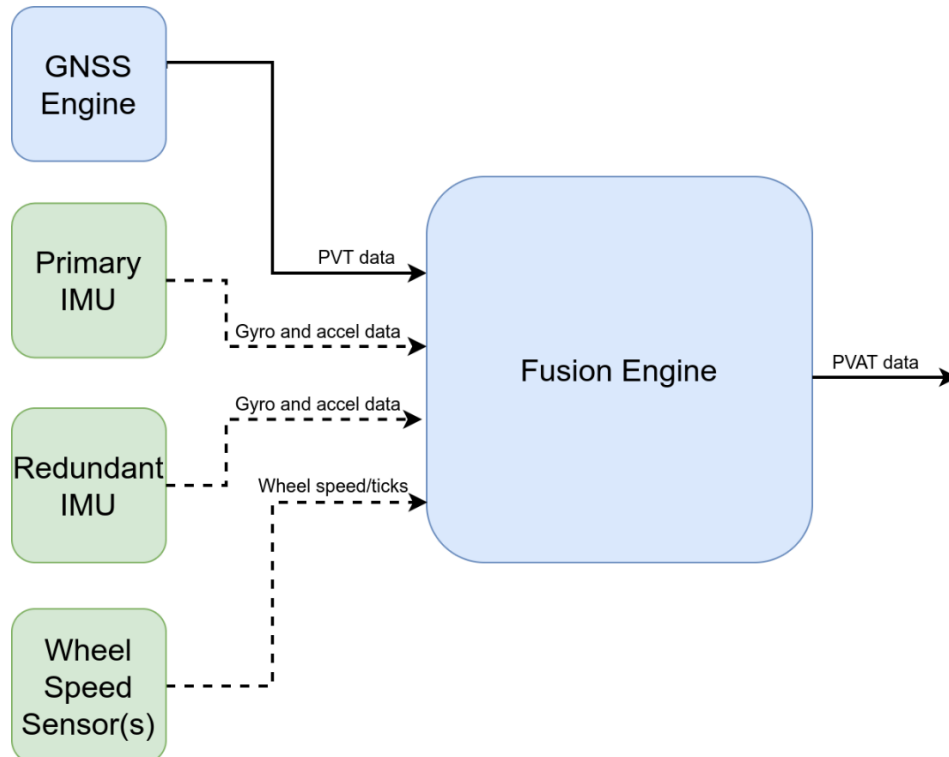 GNSS
Engine
PVT data
Primary
IMU
Gyro and accel data
Fusion Engine
PVAT data
Gyro and accel data
Redundant
IMU
Wheel speed/ticks
Wheel
Speed
Sensor(s)